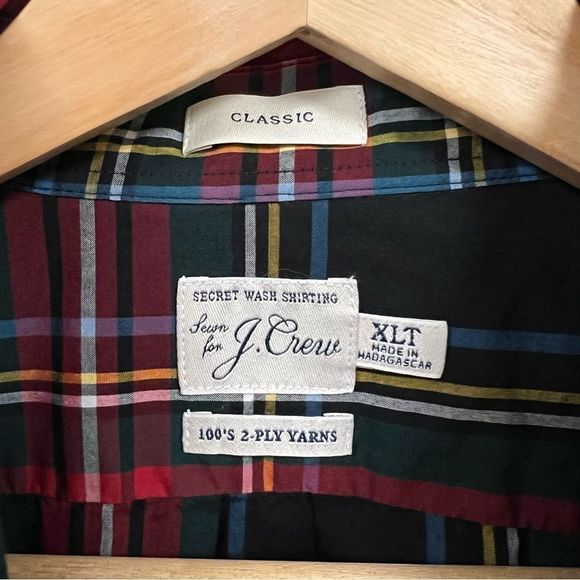 CLASSIC
SECRET WASH SHIRTING
Sewn for J. Crew
XLT
MADE IN
MADAGASCAR
100'S 2-PLY YARNS